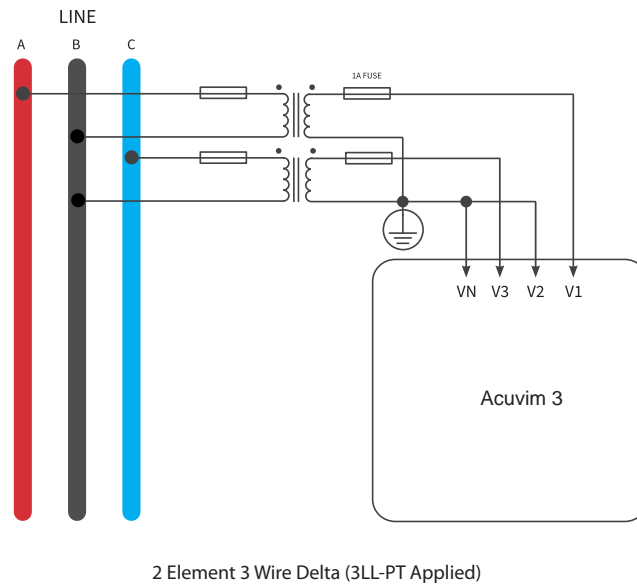 LINE
A B C
1A FUSE
VN V3 V2 V1
Acuvim 3
2 Element 3 Wire Delta (3LL-PT Applied)